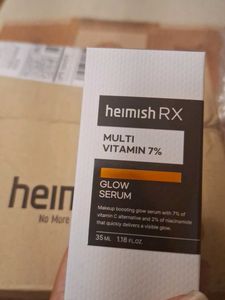 heimish RX
MULTI
VITAMIN 7%
GLOW
SERUM
Makeup boosting glow serum with 7% of
vitamin C alternative and 2% of niacinamide
that quickly delivers a visible glow.
35 ML 1.18 FL.OZ.
heim
No More